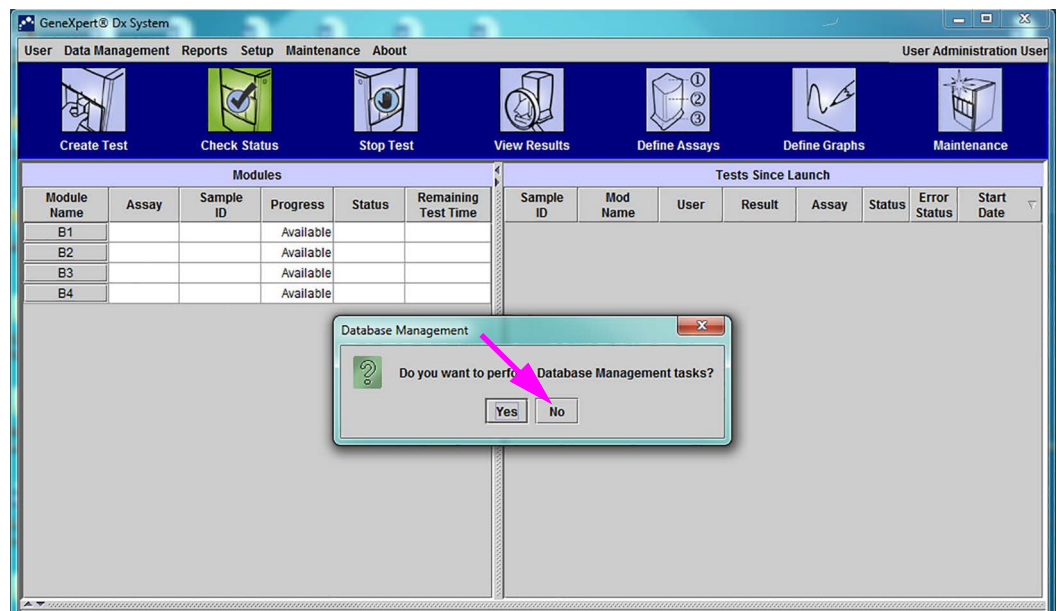 GeneXpert® Dx System
User Data Management Reports Setup Maintenance About User Administration User
Create Test Check Status Stop Test View Results Define Assays Define Graphs Maintenance
①
②
③
Modules
Module Name Assay Sample ID Progress Status Remaining Test Time
B1 Available
B2 Available
B3 Available
B4 Available
Tests Since Launch
Sample ID Mod Name User Result Assay Status Error Status Start Date
Database Management
Do you want to Database Management tasks?
Yes No